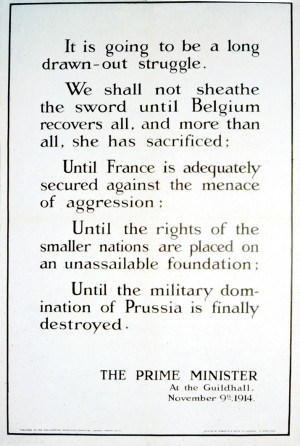 It is going to be a long
drawn-out struggle.
We shall not sheathe
the sword until Belgium
recovers all, and more than
all, she has sacrificed;
Until France is adequately
secured against the menace
of aggression;
Until the rights of the
smaller nations are placed on
an unassailable foundation;
Until the military dom-
ination of Prussia is finally
destroyed.
THE PRIME MINISTER
At the Guildhall,
November 9th, 1914.